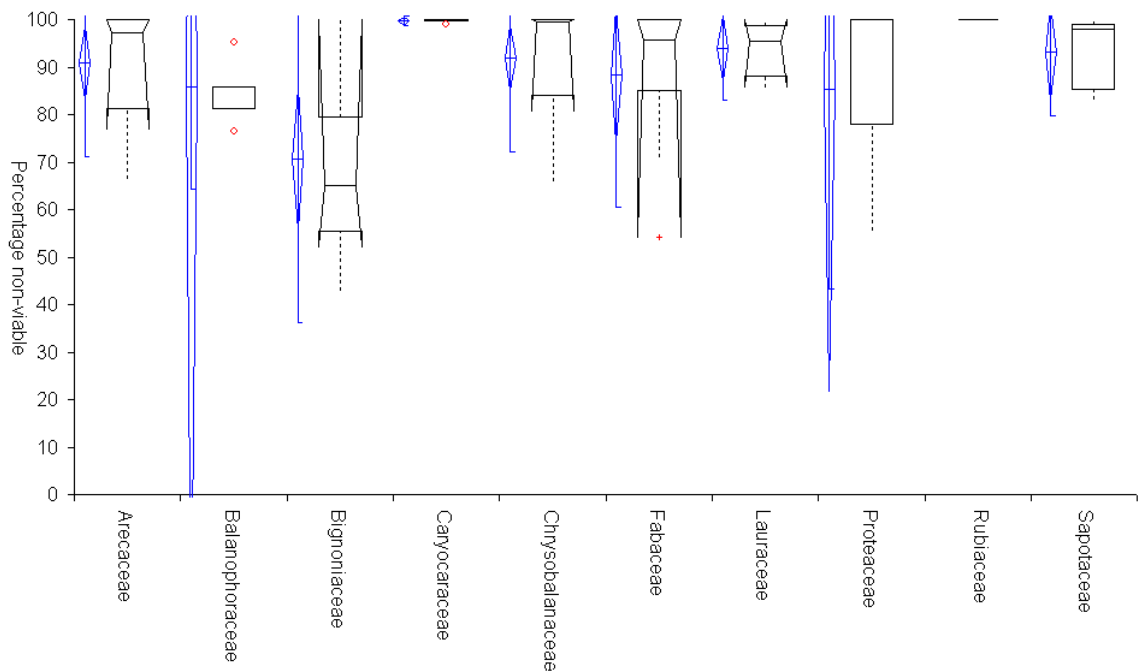 100
90
80
70
60
50
40
30
20
10
0
Percentage non-viable
Arecaceae
Balanophoraceae
Bignoniaceae
Caryocaraceae
Chrysobalanaceae
Fabaceae
Lauraceae
Proteaceae
Rubiaceae
Sapotaceae